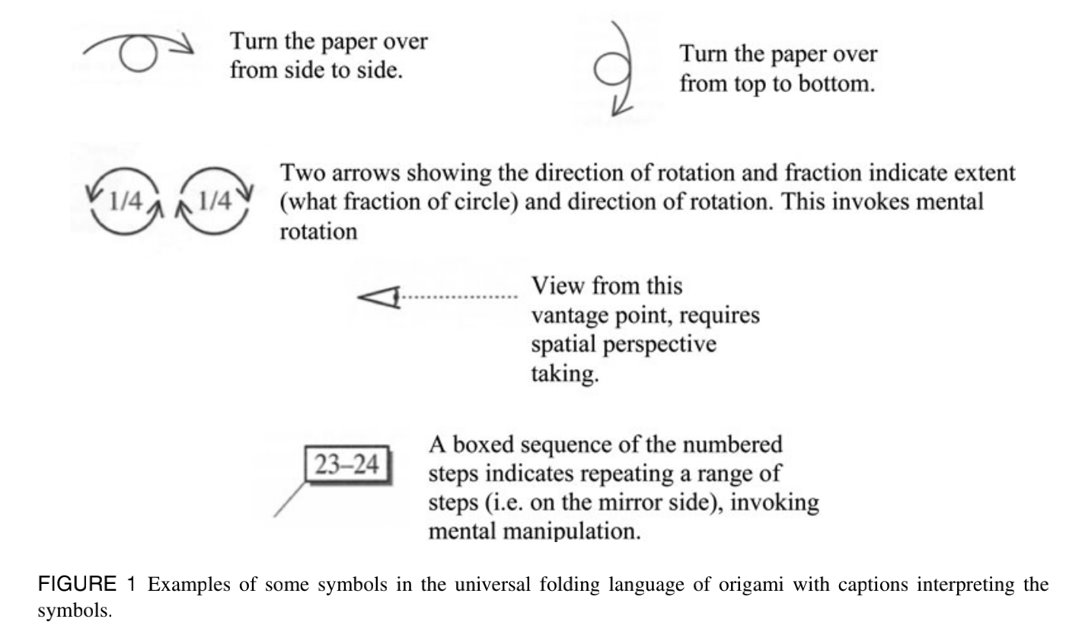 Turn the paper over
from side to side.
Turn the paper over
from top to bottom.
1/4 1/4
Two arrows showing the direction of rotation and fraction indicate extent
(what fraction of circle) and direction of rotation. This invokes mental
rotation
View from this
vantage point, requires
spatial perspective
taking.
23–24
A boxed sequence of the numbered
steps indicates repeating a range of
steps (i.e. on the mirror side), invoking
mental manipulation.
FIGURE 1 Examples of some symbols in the universal folding language of origami with captions interpreting the
symbols.